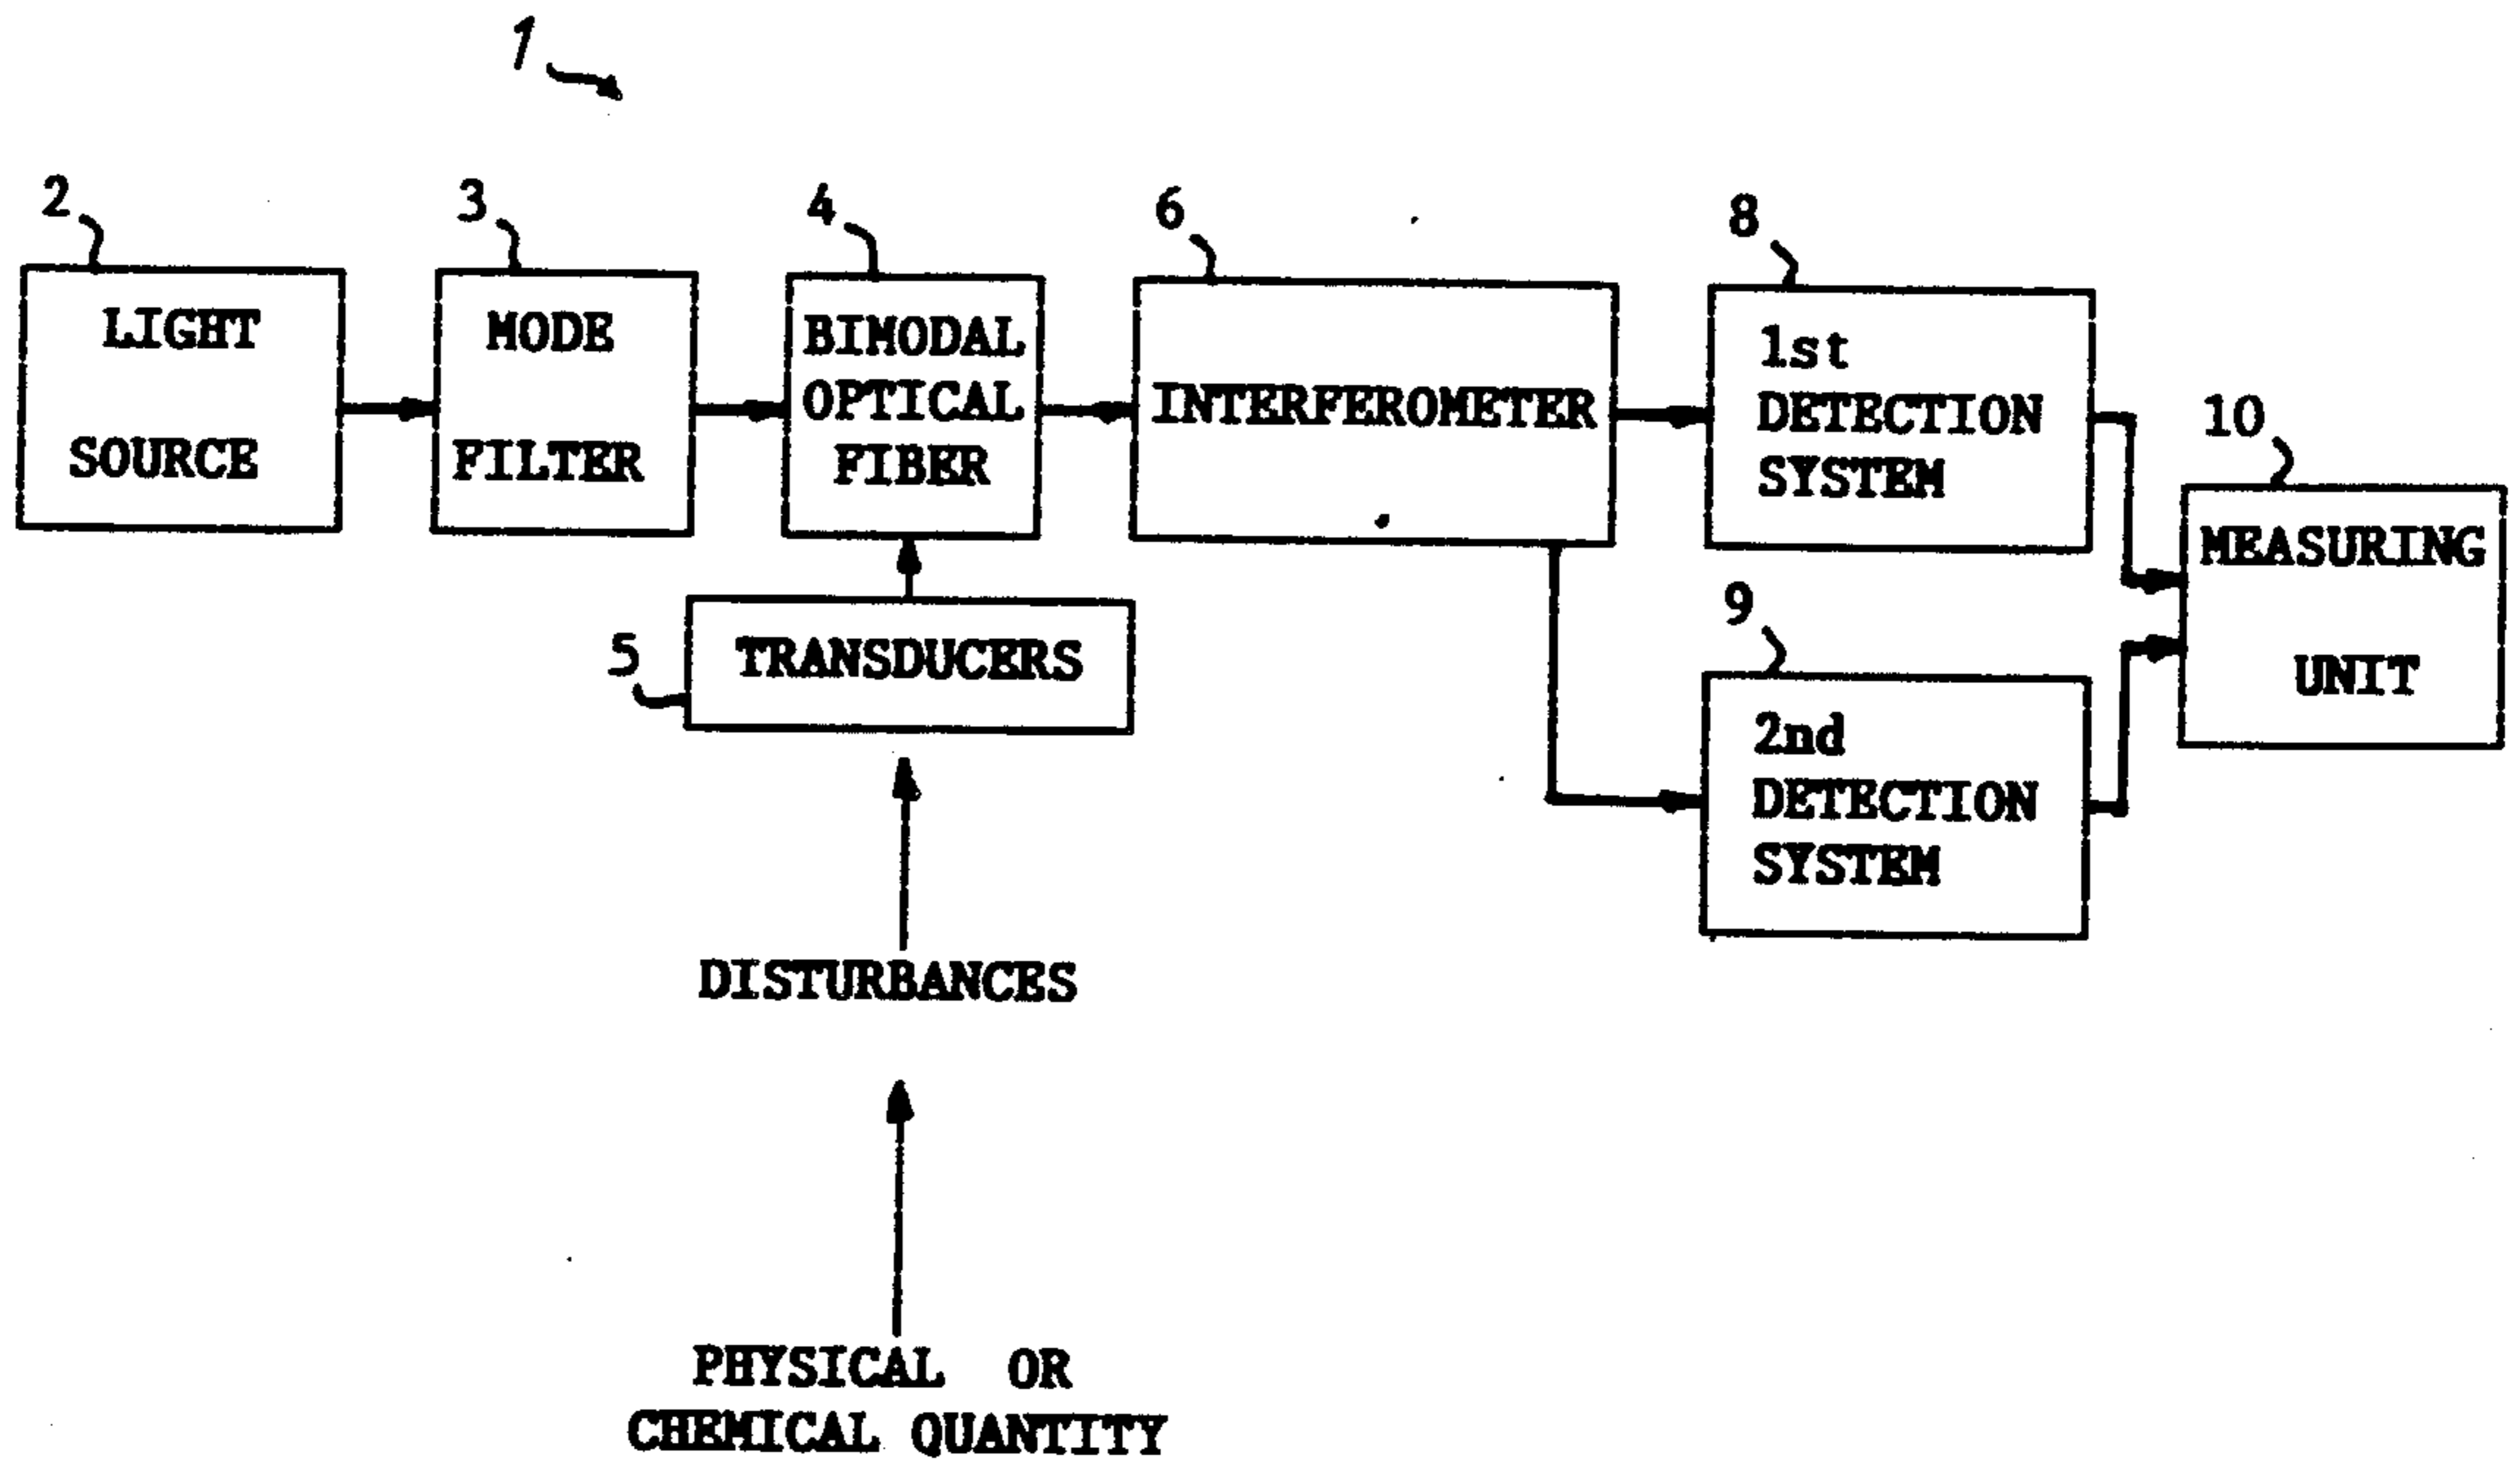 1
2
3
4
6
8
LIGHT
SOURCE
MODE
FILTER
BIMODAL
OPTICAL
FIBER
INTERFEROMETER
1st
DETECTION
SYSTEM
10
MEASURING
UNIT
5
TRANSDUCERS
9
2nd
DETECTION
SYSTEM
DISTURBANCES
PHYSICAL OR
CHEMICAL QUANTITY